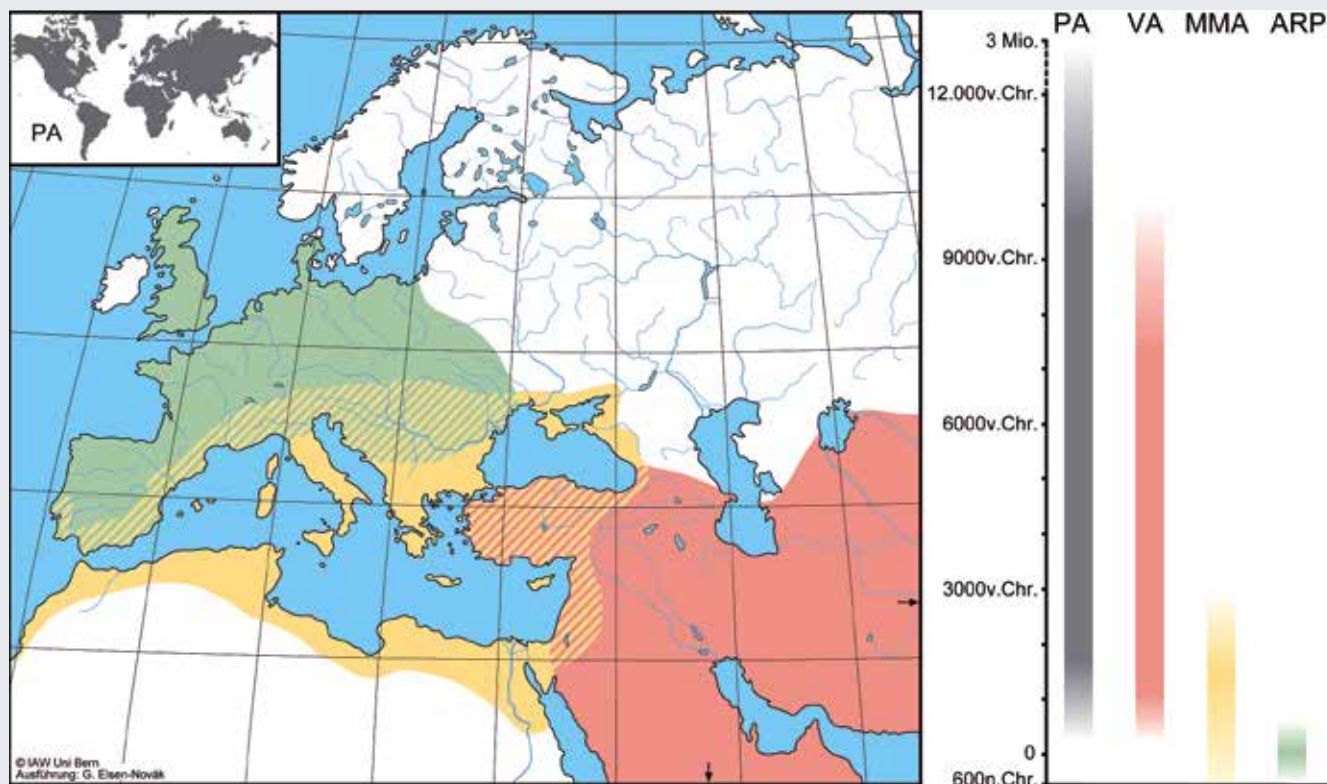 PA
© IAW Uni Bern
Ausführung: G. Elsen-Novák
PA VA MMA ARP
3 Mio.
12.000v.Chr.
9000v.Chr.
6000v.Chr.
3000v.Chr.
0
600n.Chr.